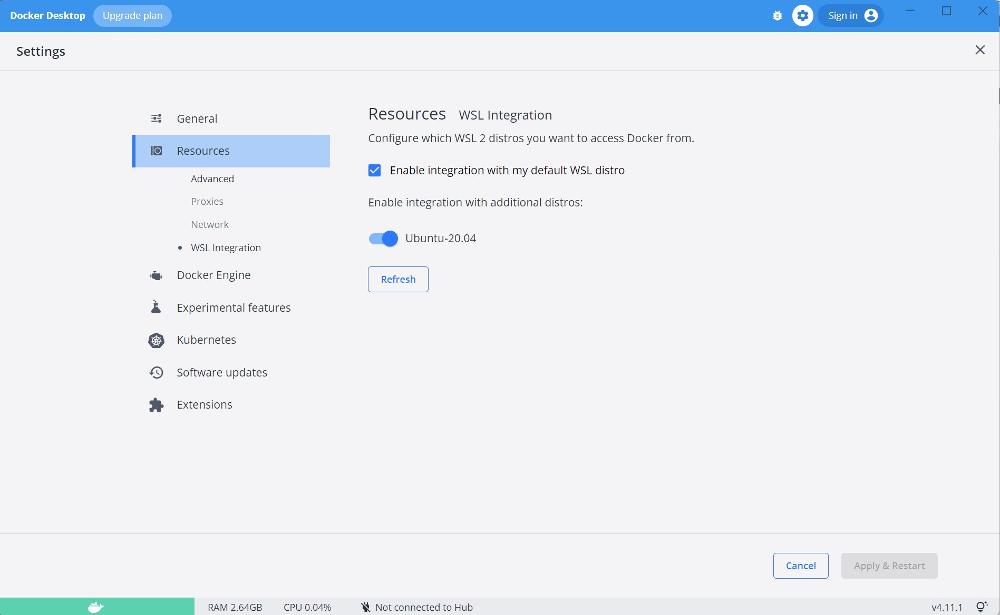 Docker Desktop Upgrade plan Sign in
Settings
General
Resources
Advanced
Proxies
Network
WSL Integration
Docker Engine
Experimental features
Kubernetes
Software updates
Extensions
Resources WSL Integration
Configure which WSL 2 distros you want to access Docker from.
Enable integration with my default WSL distro
Enable integration with additional distros:
Ubuntu-20.04
Refresh
Cancel Apply & Restart
RAM 2.64GB CPU 0.04% Not connected to Hub v4.11.1